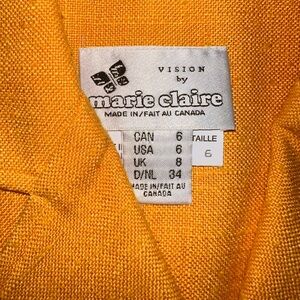 VISION
by
marie claire
MADE IN/FAIT AU CANADA
CAN 6
USA 6
UK 8
D/NL 34
MADE IN/FAIT AU
CANADA
TAILLE
6